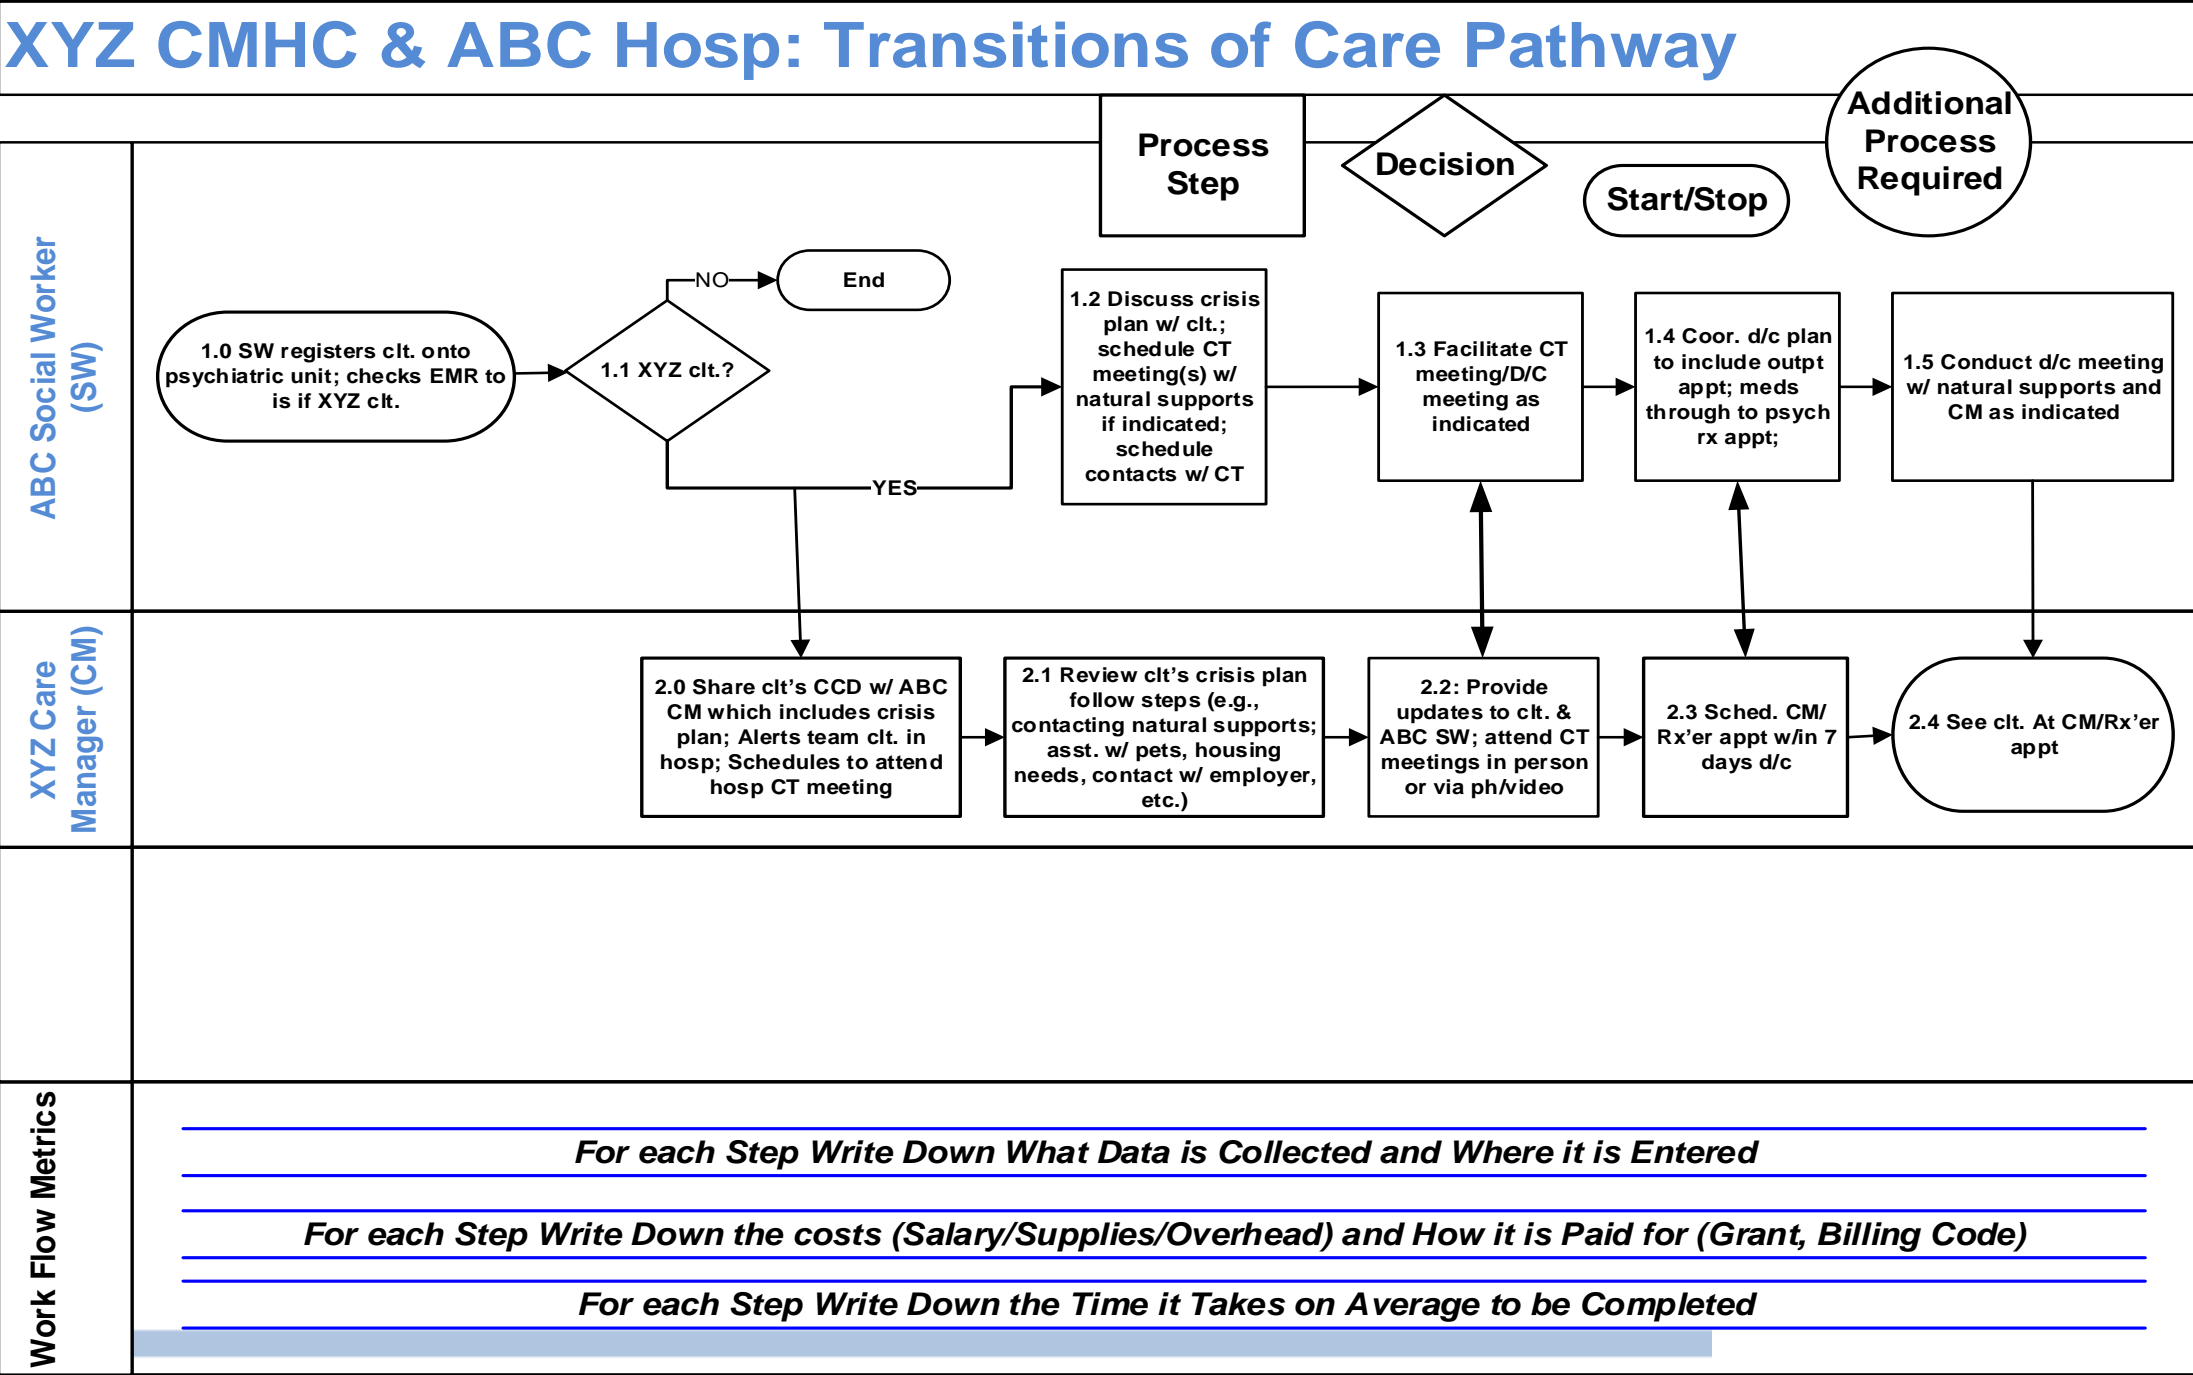 XYZ CMHC & ABC Hosp: Transitions of Care Pathway
Process
Step
Decision
Start/Stop
Additional
Process
Required
ABC Social Worker
(SW)
1.0 SW registers clt. onto
psychiatric unit; checks EMR to
is if XYZ clt.
1.1 XYZ clt.?
NO
End
YES
1.2 Discuss crisis
plan w/ clt.;
schedule CT
meeting(s) w/
natural supports
if indicated;
schedule
contacts w/ CT
1.3 Facilitate CT
meeting/D/C
meeting as
indicated
1.4 Coor. d/c plan
to include outpt
appt; meds
through to psych
rx appt;
1.5 Conduct d/c meeting
w/ natural supports and
CM as indicated
XYZ Care
Manager (CM)
2.0 Share clt’s CCD w/ ABC
CM which includes crisis
plan; Alerts team clt. in
hosp; Schedules to attend
hosp CT meeting
2.1 Review clt’s crisis plan
follow steps (e.g.,
contacting natural supports;
asst. w/ pets, housing
needs, contact w/ employer,
etc.)
2.2: Provide
updates to clt. &
ABC SW; attend CT
meetings in person
or via ph/video
2.3 Sched. CM/
Rx’er appt w/in 7
days d/c
2.4 See clt. At CM/Rx’er
appt
Work Flow Metrics
For each Step Write Down What Data is Collected and Where it is Entered
For each Step Write Down the costs (Salary/Supplies/Overhead) and How it is Paid for (Grant, Billing Code)
For each Step Write Down the Time it Takes on Average to be Completed